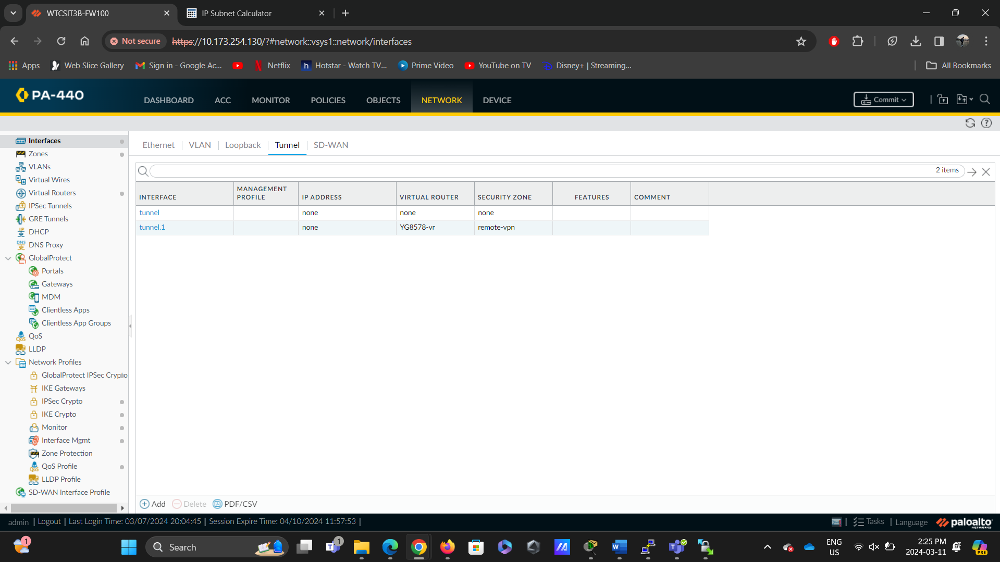 WTCSIT3B-FW100
IP Subnet Calculator
Not secure
https://10.173.254.130/?#network::vsys1::network/interfaces
Apps
Web Slice Gallery
Sign in - Google Ac...
Netflix
h
Hotstar - Watch TV...
Prime Video
YouTube on TV
Disney+ | Streaming...
All Bookmarks
PA-440
DASHBOARD
ACC
MONITOR
POLICIES
OBJECTS
NETWORK
DEVICE
Commit
Interfaces
Zones
VLANs
Virtual Wires
Virtual Routers
IPSec Tunnels
GRE Tunnels
DHCP
DNS
DNS Proxy
GlobalProtect
Portals
Gateways
MDM
Clientless Apps
Clientless App Groups
QoS
LLDP
Network Profiles
GlobalProtect IPSec Crypto
IKE Gateways
IPSec Crypto
IKE Crypto
Monitor
Interface Mgmt
Zone Protection
QoS Profile
LLDP Profile
SD-WAN Interface Profile
Ethernet
VLAN
Loopback
Tunnel
SD-WAN
2 items
INTERFACE
MANAGEMENT
PROFILE
IP ADDRESS
VIRTUAL ROUTER
SECURITY ZONE
FEATURES
COMMENT
tunnel none none none
tunnel.1 none YG8578-vr remote-vpn
Add
Delete
PDF/CSV
admin | Logout | Last Login Time: 03/07/2024 20:04:45 | Session Expire Time: 04/10/2024 11:57:53 |
Tasks | Language
paloalto
NETWORKS
1
Search
1
ENG
US
2:25 PM
2024-03-11
PRE